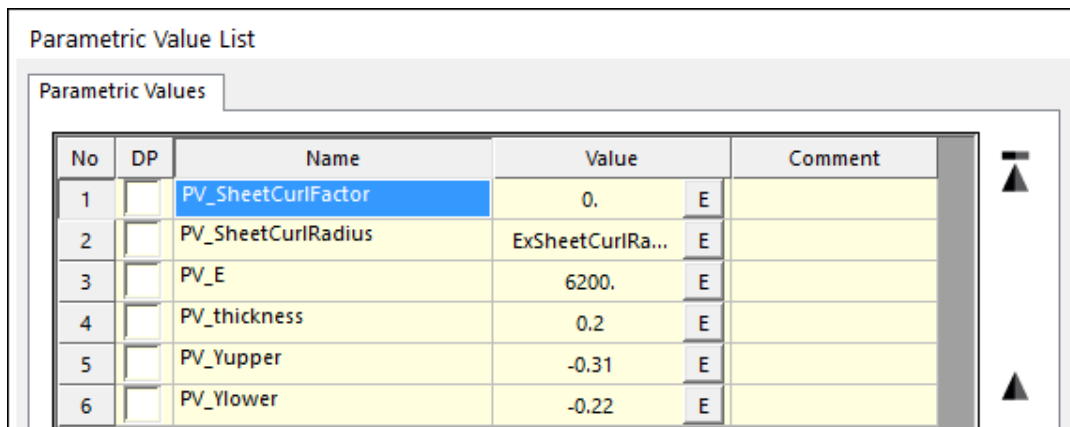 Parametric Value List
Parametric Values
No DP Name Value Comment
1 PV_SheetCurlFactor 0. E
2 PV_SheetCurlRadius ExSheetCurlRa... E
3 PV_E 6200. E
4 PV_thickness 0.2 E
5 PV_Yupper -0.31 E
6 PV_Ylower -0.22 E